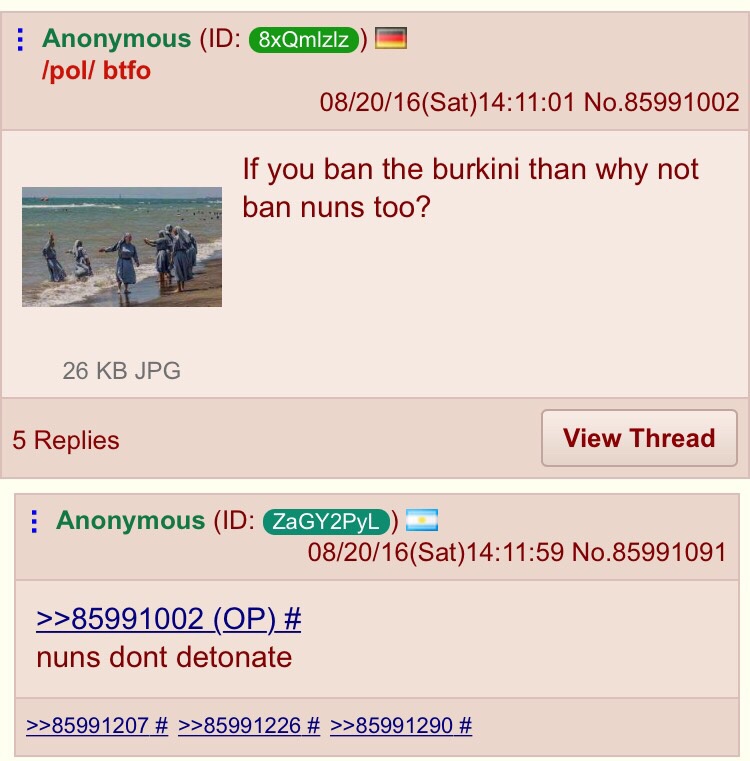 Anonymous (ID: 8xQmlzlz)
/pol/ btfo
08/20/16(Sat)14:11:01 No.85991002
If you ban the burkini than why not
ban nuns too?
26 KB JPG
5 Replies
View Thread
Anonymous (ID: ZaGY2PyL)
08/20/16(Sat)14:11:59 No.85991091
>>85991002 (OP) #
nuns dont detonate
>>85991207 # >>85991226 # >>85991290 #